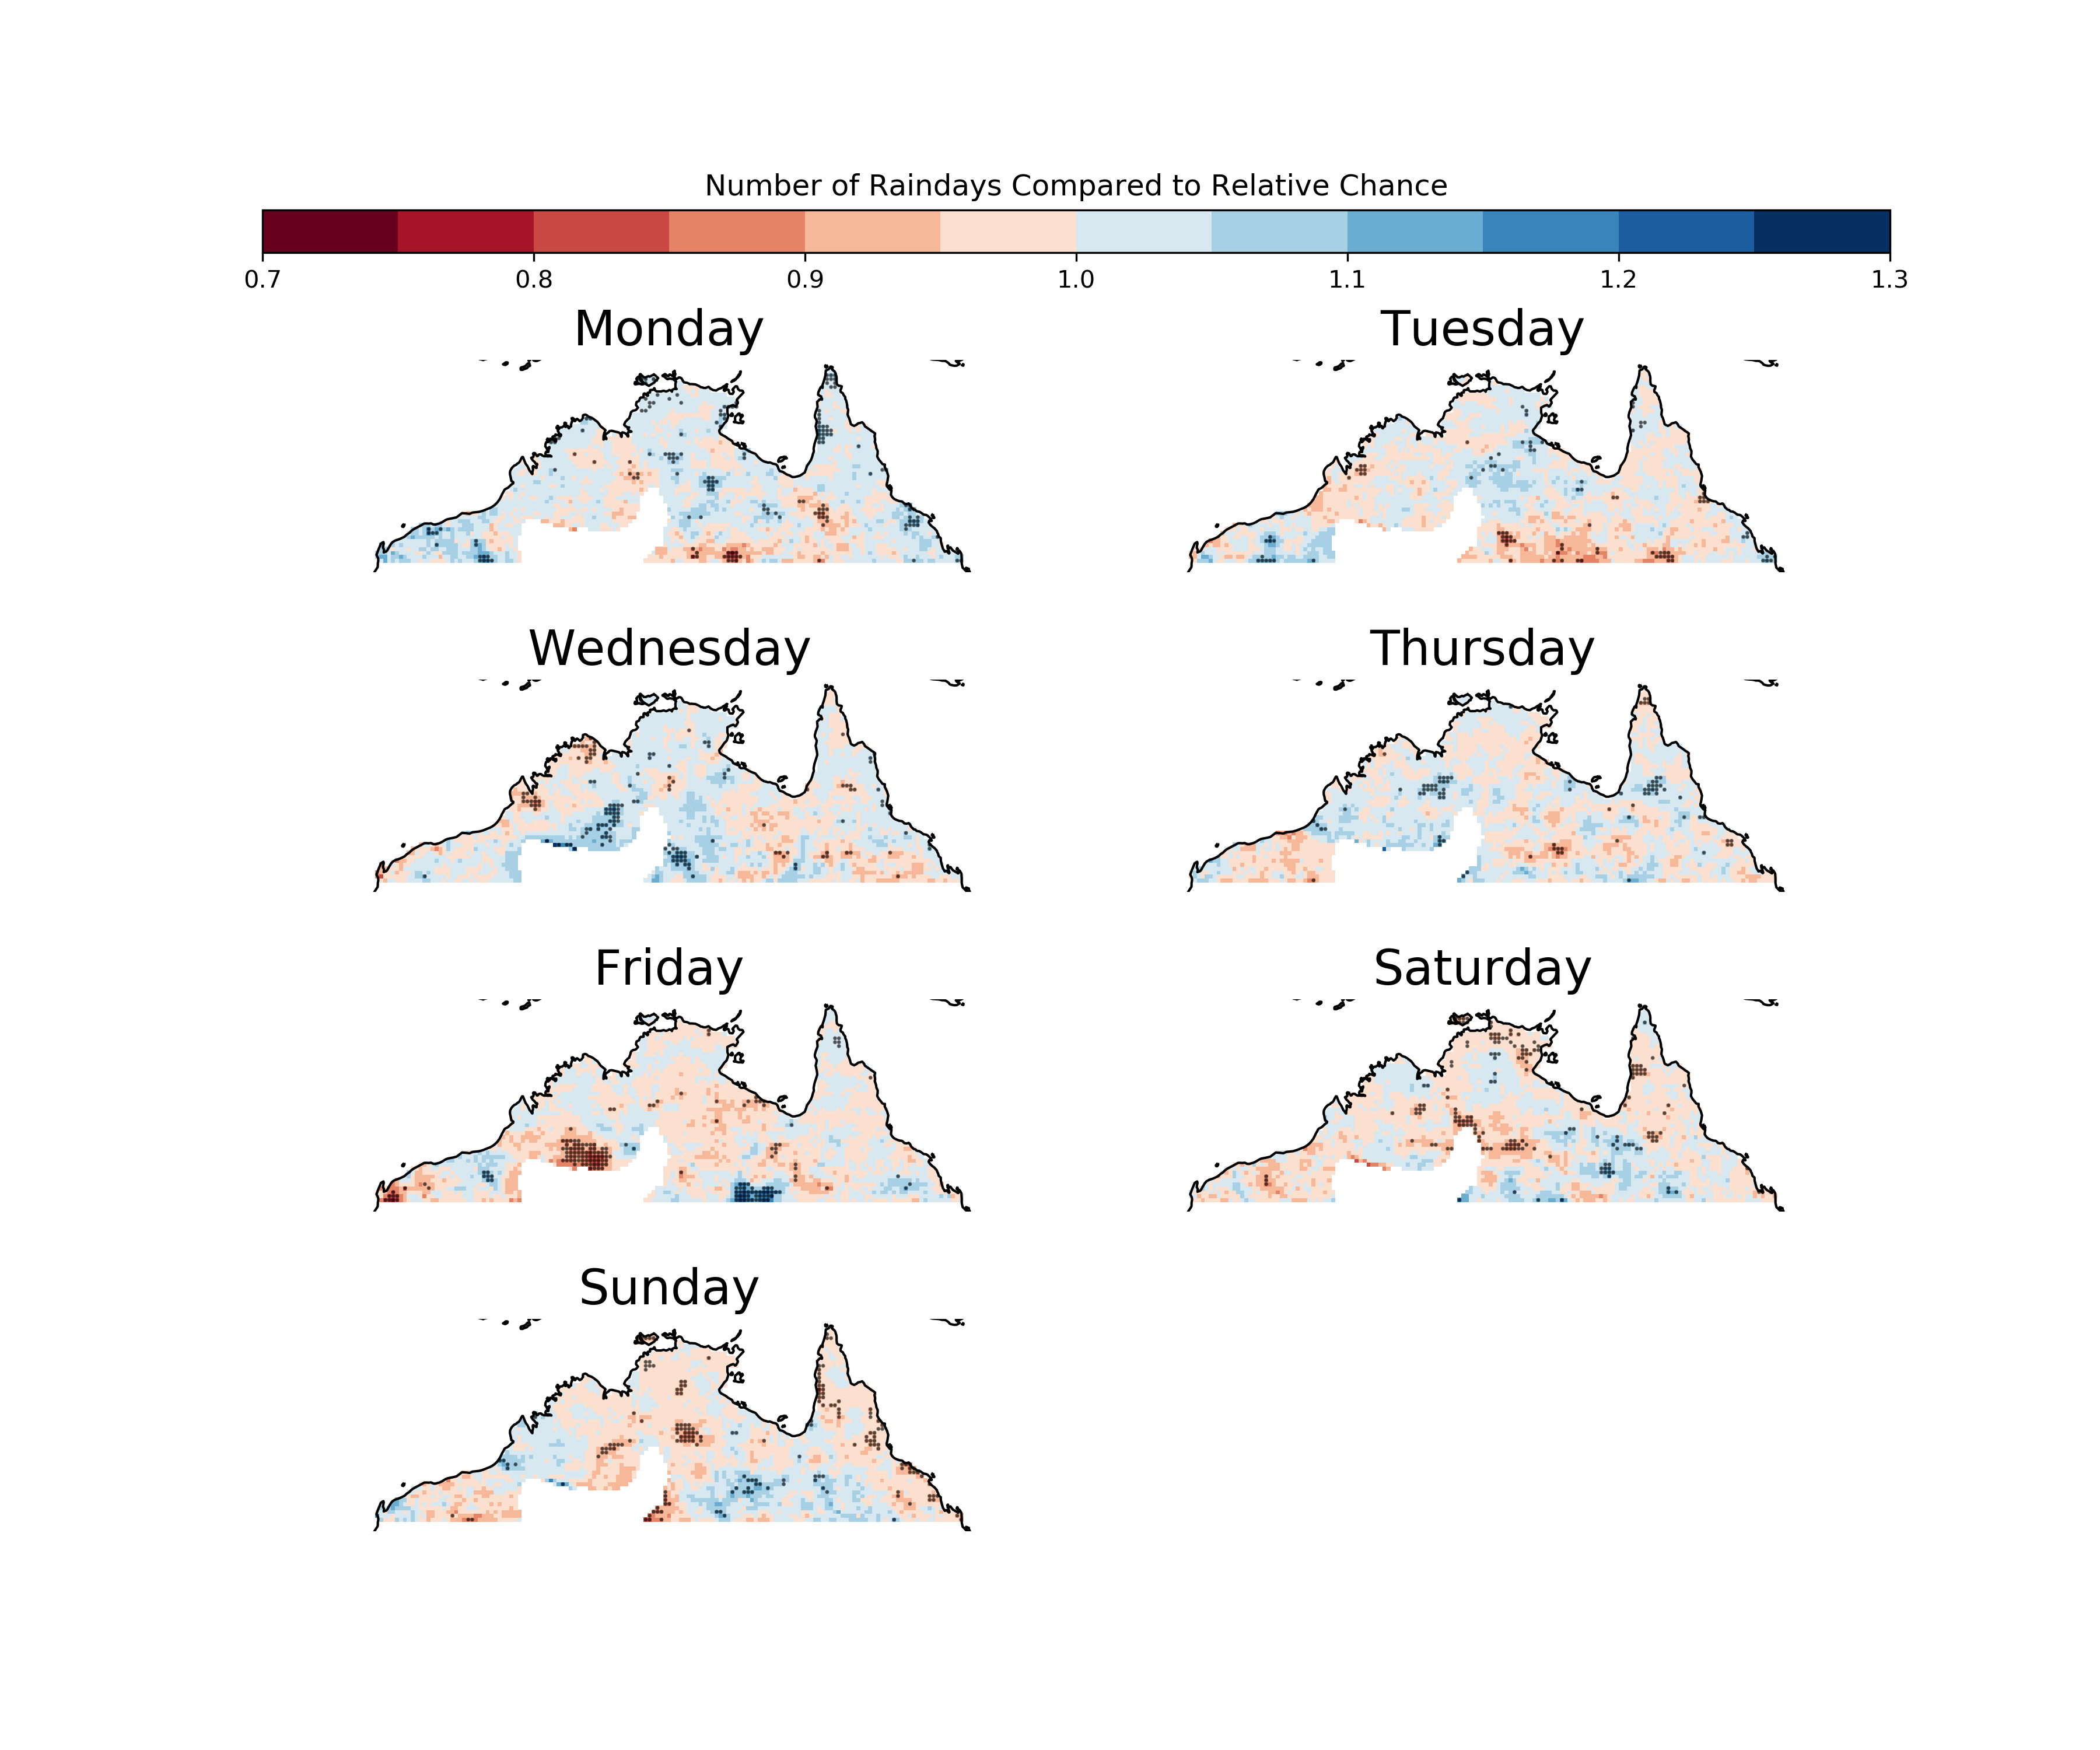 Number of Raindays Compared to Relative Chance
0.7 0.8 0.9 1.0 1.1 1.2 1.3
Monday Tuesday
Wednesday Thursday
Friday Saturday
Sunday